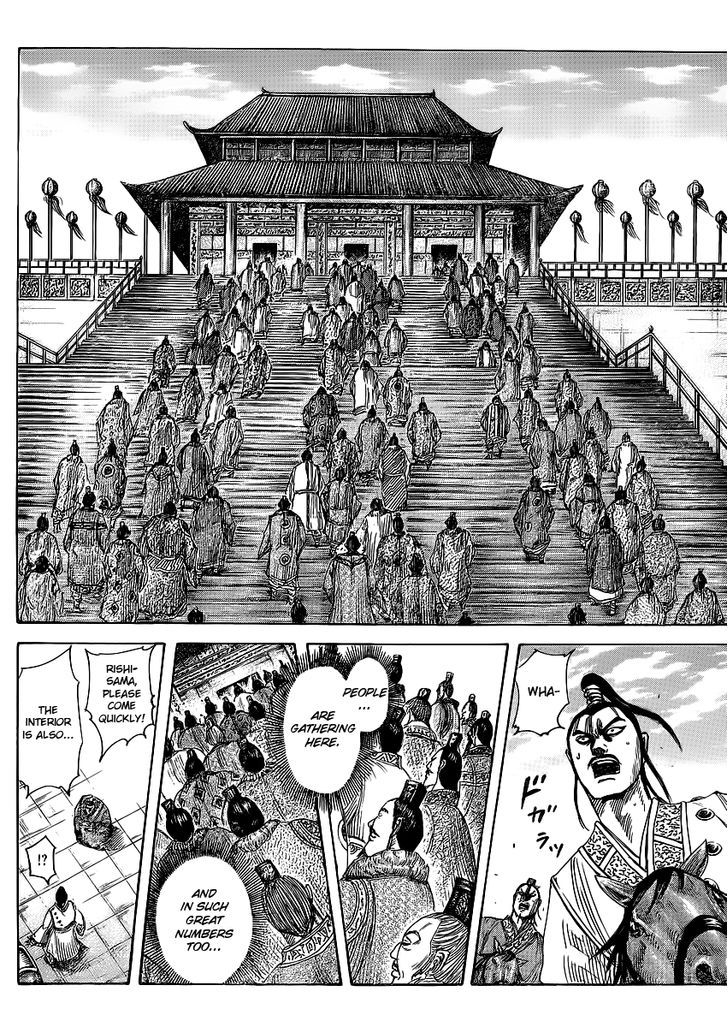 WHA-
ドガラッ
PEOPLE
...
ARE
GATHERING
HERE.
AND
IN SUCH
GREAT
NUMBERS
TOO...
RISHI-
SAMA,
PLEASE
COME
QUICKLY!
THE
INTERIOR
IS ALSO...
!?